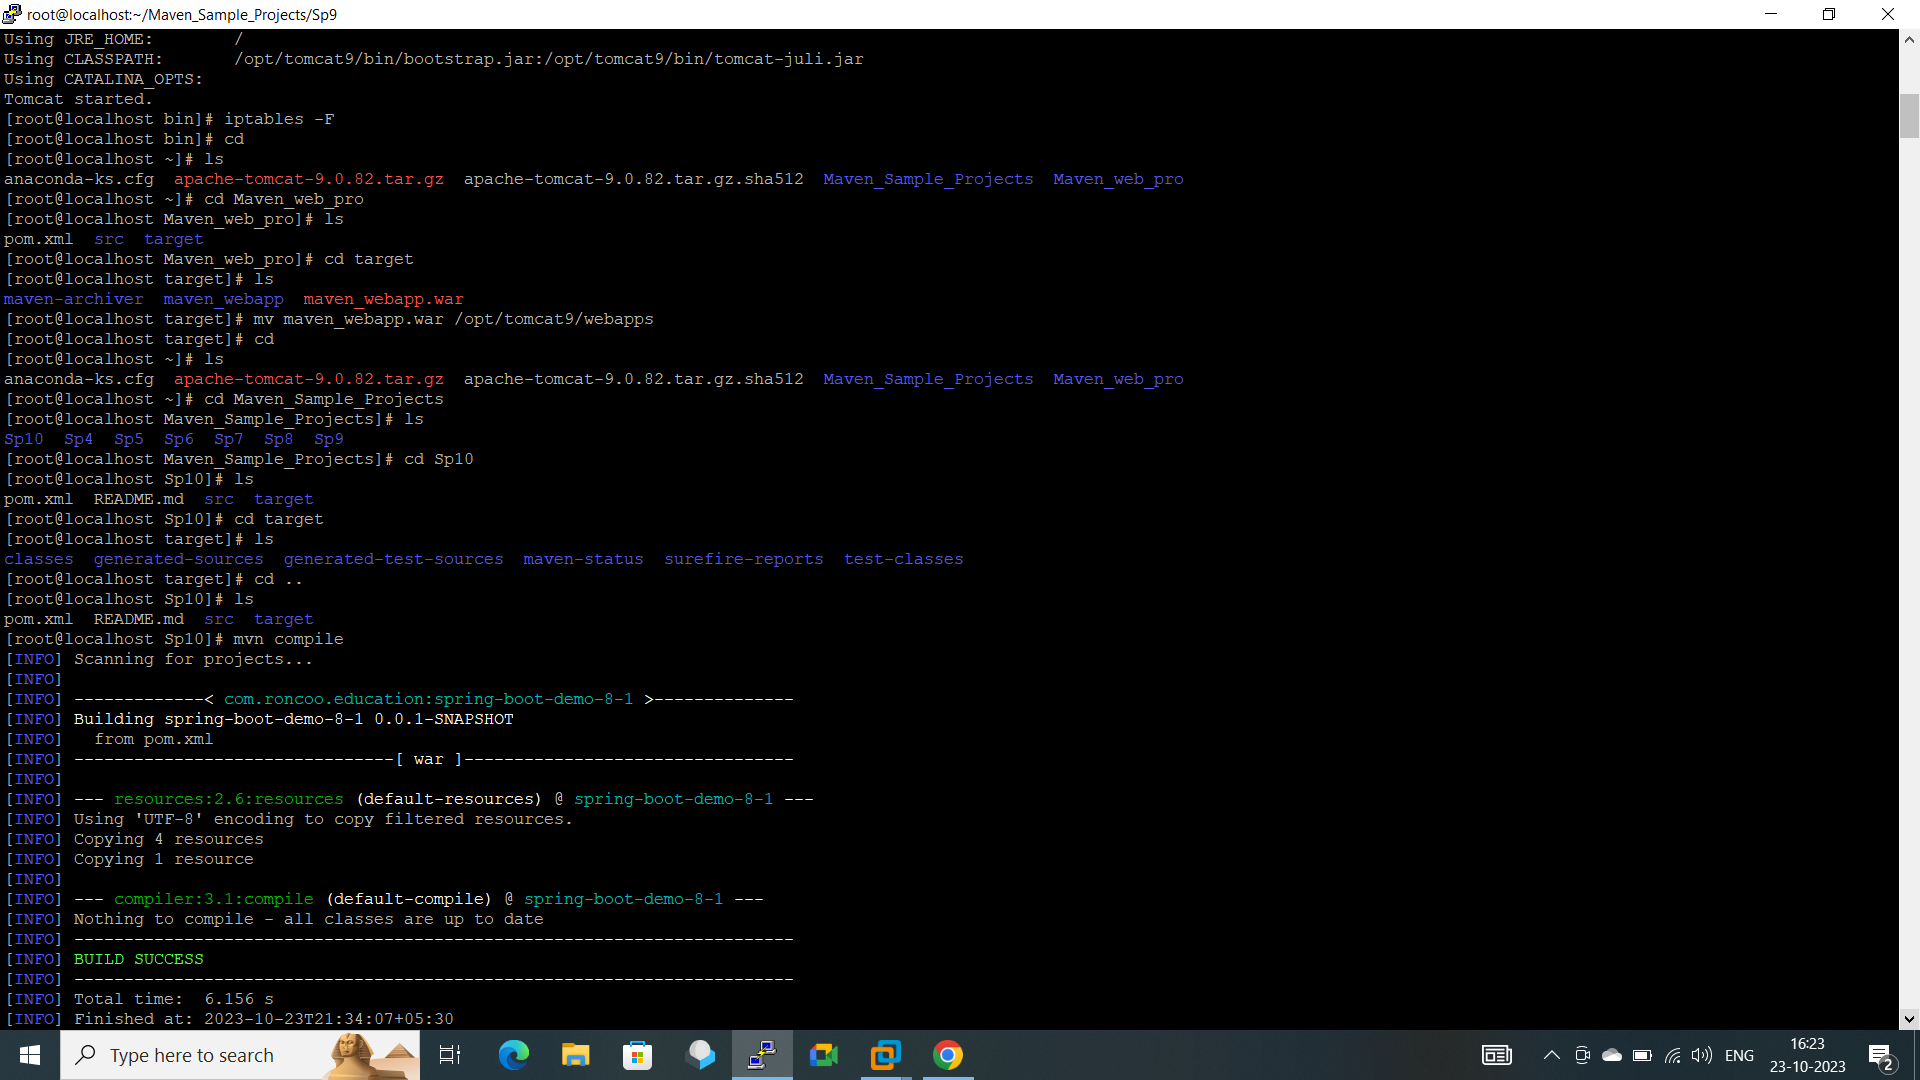 root@localhost:~/Maven_Sample_Projects/Sp9
Using JRE_HOME:        /
Using CLASSPATH:       /opt/tomcat9/bin/bootstrap.jar:/opt/tomcat9/bin/tomcat-juli.jar
Using CATALINA_OPTS:
Tomcat started.
[root@localhost bin]# iptables -F
[root@localhost bin]# cd
[root@localhost ~]# ls
anaconda-ks.cfg  apache-tomcat-9.0.82.tar.gz  apache-tomcat-9.0.82.tar.gz.sha512  Maven_Sample_Projects  Maven_web_pro
[root@localhost ~]# cd Maven_web_pro
[root@localhost Maven_web_pro]# ls
pom.xml  src  target
[root@localhost Maven_web_pro]# cd target
[root@localhost target]# ls
maven-archiver  maven_webapp  maven_webapp.war
[root@localhost target]# mv maven_webapp.war /opt/tomcat9/webapps
[root@localhost target]# cd
[root@localhost ~]# ls
anaconda-ks.cfg  apache-tomcat-9.0.82.tar.gz  apache-tomcat-9.0.82.tar.gz.sha512  Maven_Sample_Projects  Maven_web_pro
[root@localhost ~]# cd Maven_Sample_Projects
[root@localhost Maven_Sample_Projects]# ls
Sp10  Sp4  Sp5  Sp6  Sp7  Sp8  Sp9
[root@localhost Maven_Sample_Projects]# cd Sp10
[root@localhost Sp10]# ls
pom.xml  README.md  src  target
[root@localhost Sp10]# cd target
[root@localhost target]# ls
classes  generated-sources  generated-test-sources  maven-status  surefire-reports  test-classes
[root@localhost target]# cd ..
[root@localhost Sp10]# ls
pom.xml  README.md  src  target
[root@localhost Sp10]# mvn compile
[INFO] Scanning for projects...
[INFO]
[INFO] -------------< com.roncoo.education:spring-boot-demo-8-1 >--------------
[INFO] Building spring-boot-demo-8-1 0.0.1-SNAPSHOT
[INFO]   from pom.xml
[INFO] --------------------------------[ war ]---------------------------------
[INFO]
[INFO] --- resources:2.6:resources (default-resources) @ spring-boot-demo-8-1 ---
[INFO] Using 'UTF-8' encoding to copy filtered resources.
[INFO] Copying 4 resources
[INFO] Copying 1 resource
[INFO]
[INFO] --- compiler:3.1:compile (default-compile) @ spring-boot-demo-8-1 ---
[INFO] Nothing to compile - all classes are up to date
[INFO] ------------------------------------------------------------------------
[INFO] BUILD SUCCESS
[INFO] ------------------------------------------------------------------------
[INFO] Total time:  6.156 s
[INFO] Finished at: 2023-10-23T21:34:07+05:30
Type here to search
ENG
16:23
23-10-2023
2